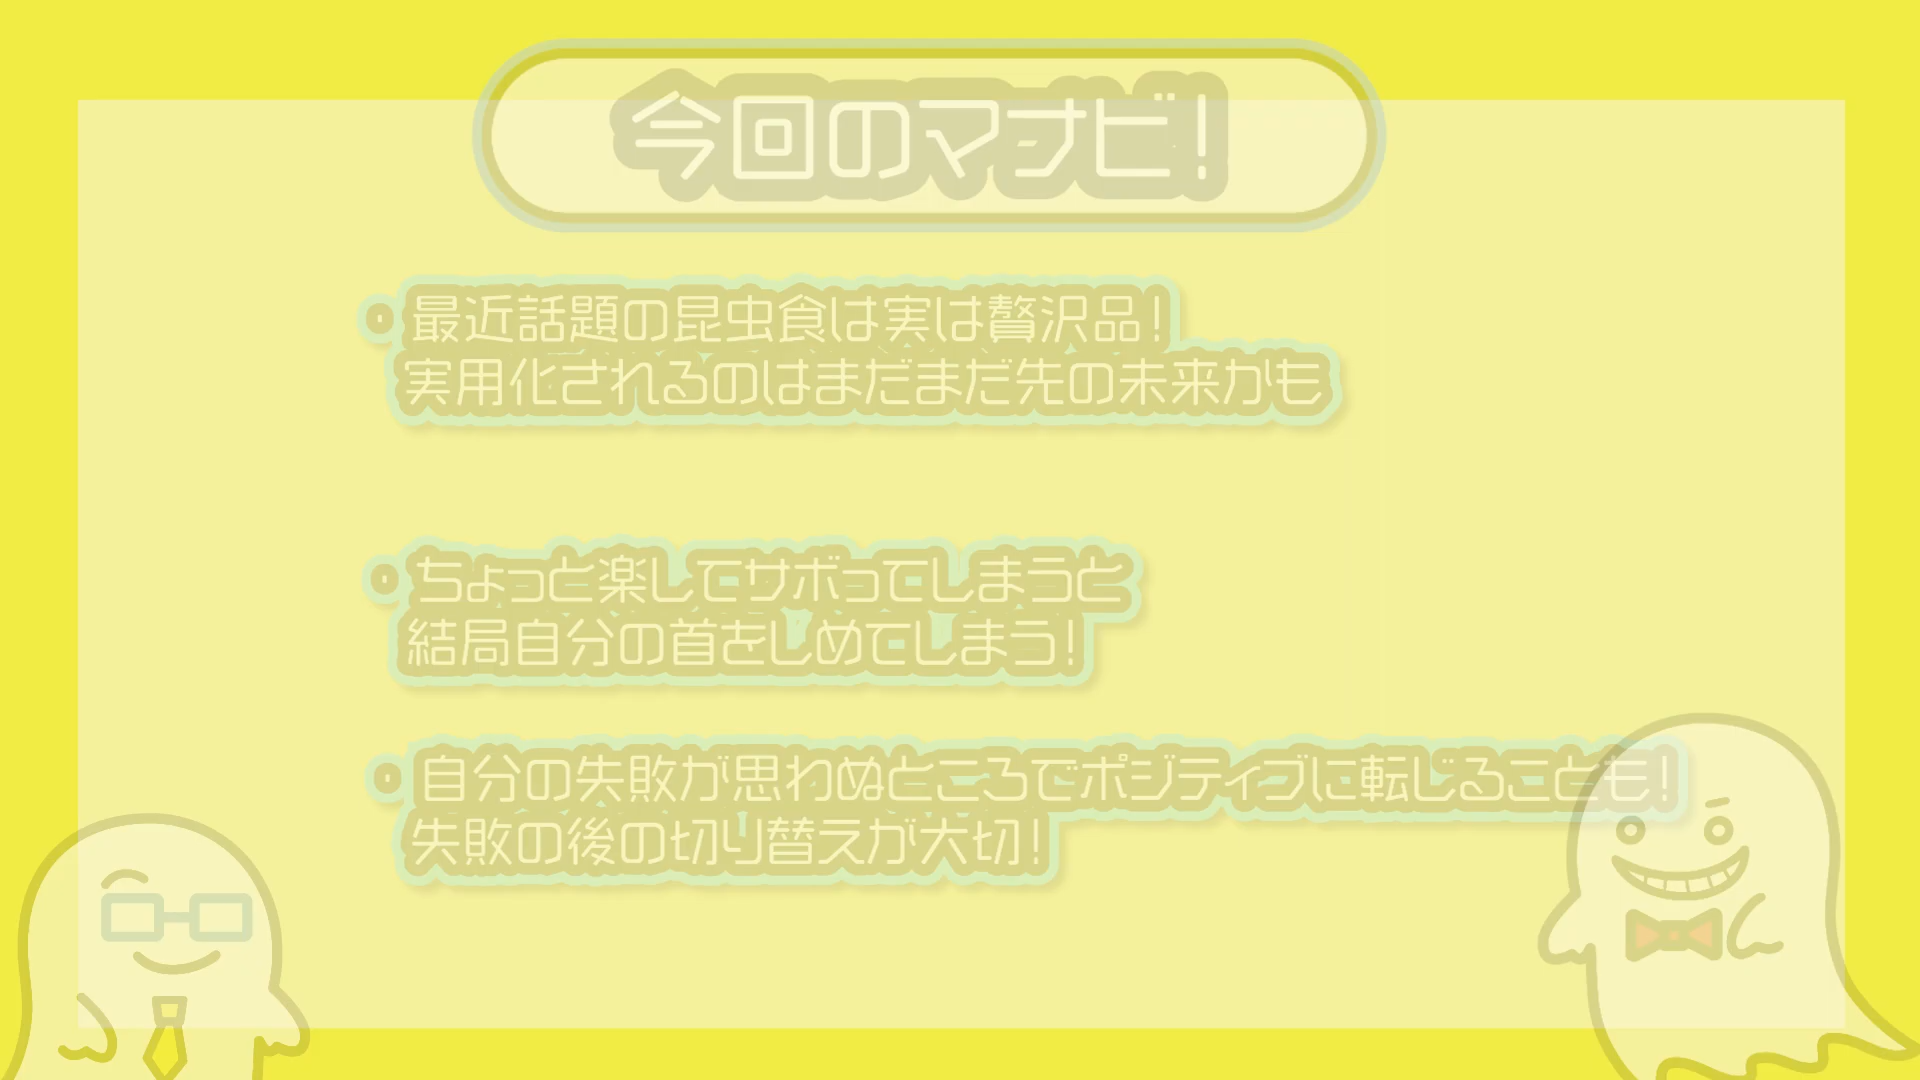 今回のマナビ!
・最近話題の昆虫食は実は贅沢品!
実用化されるのはまだまだ先の未来かも
・ちょっと楽してサボってしまうと
結局自分の首をしめてしまう!
・自分の失敗が思わぬところでポジティブに転じることも!
失敗の後の切り替えが大切!